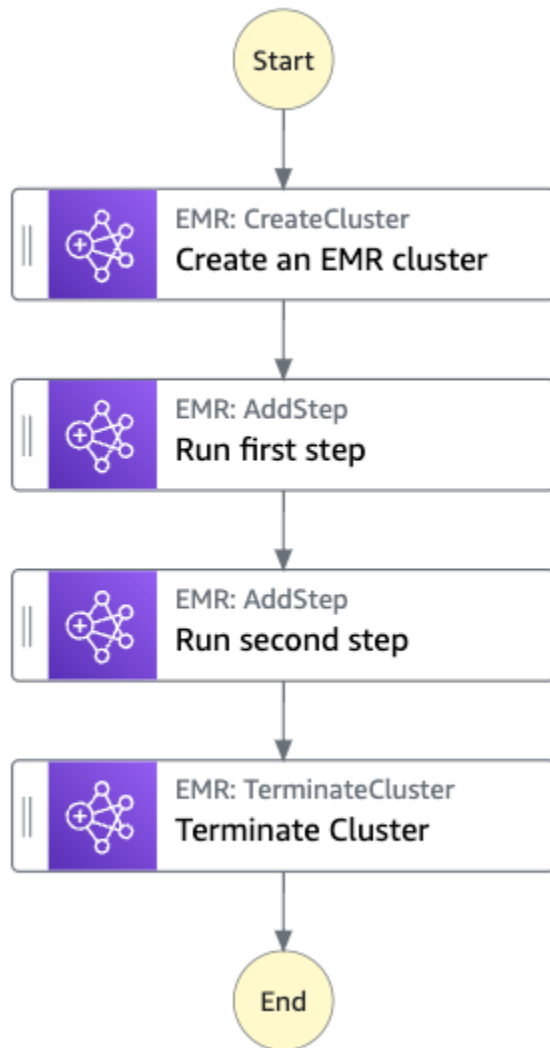 Start
EMR: CreateCluster
Create an EMR cluster
EMR: AddStep
Run first step
EMR: AddStep
Run second step
EMR: TerminateCluster
Terminate Cluster
End